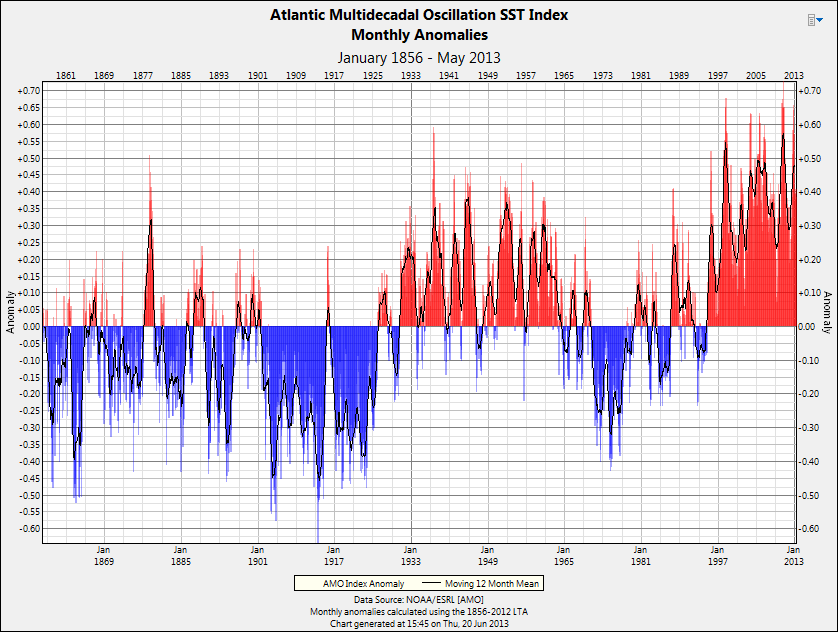 Atlantic Multidecadal Oscillation SST Index
Monthly Anomalies
January 1856 - May 2013
1861 1869 1877 1885 1893 1901 1909 1917 1925 1933 1941 1949 1957 1965 1973 1981 1989 1997 2005 2013
+0.70 +0.70
+0.65
+0.60 +0.60
+0.55
+0.50 +0.50
+0.45
+0.40 +0.40
+0.35
+0.30 +0.30
+0.25
+0.20 +0.20
+0.15
+0.10 +0.10
+0.05
0.00 0.00
-0.05
-0.10 -0.10
-0.15
-0.20 -0.20
-0.25
-0.30 -0.30
-0.35
-0.40 -0.40
-0.45
-0.50 -0.50
-0.55
-0.60 -0.60
Anomaly
Anomaly
Jan Jan Jan Jan Jan Jan Jan Jan Jan Jan
1869 1885 1901 1917 1933 1949 1965 1981 1997 2013
AMO Index Anomaly Moving 12 Month Mean
Data Source: NOAA/ESRL [AMO]
Monthly anomalies calculated using the 1856-2012 LTA
Chart generated at 15:45 on Thu, 20 Jun 2013